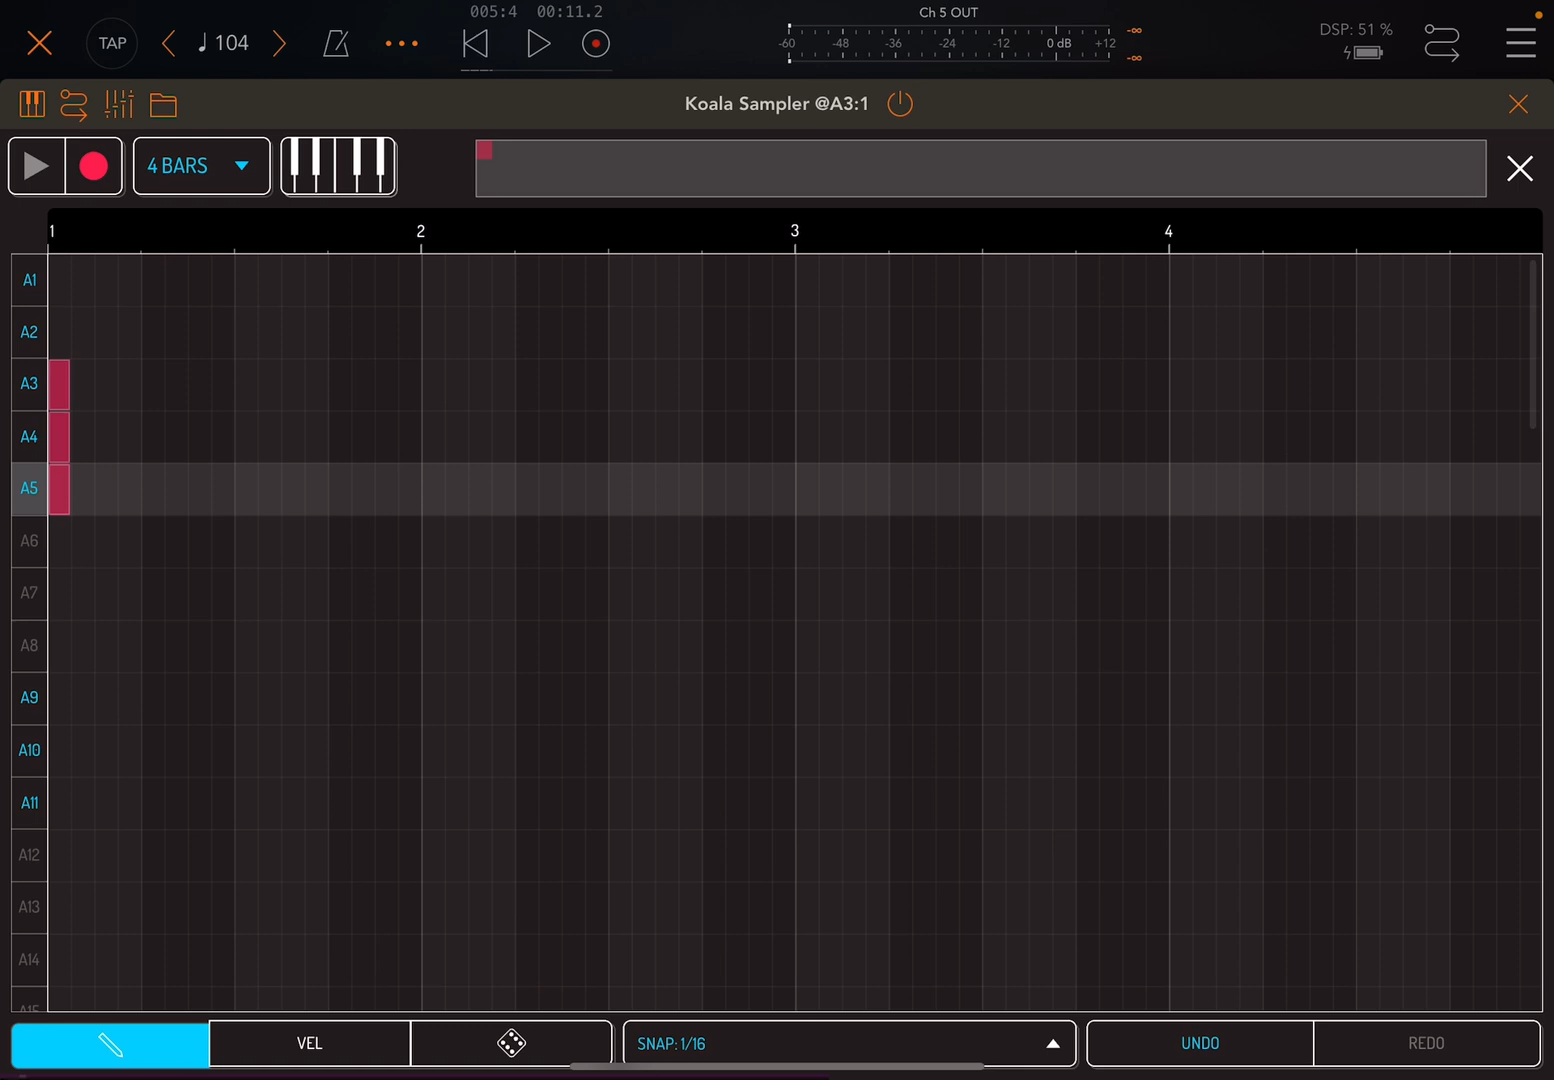 005:4 00:11.2 Ch 5 OUT
TAP 104 -60 -48 -36 -24 -12 0 dB +12 -∞ DSP: 51 %
-∞
Koala Sampler @A3:1
4 BARS
1 2 3 4
A1
A2
A3
A4
A5
A6
A7
A8
A9
A10
A11
A12
A13
A14
A15
VEL SNAP: 1/16 UNDO REDO